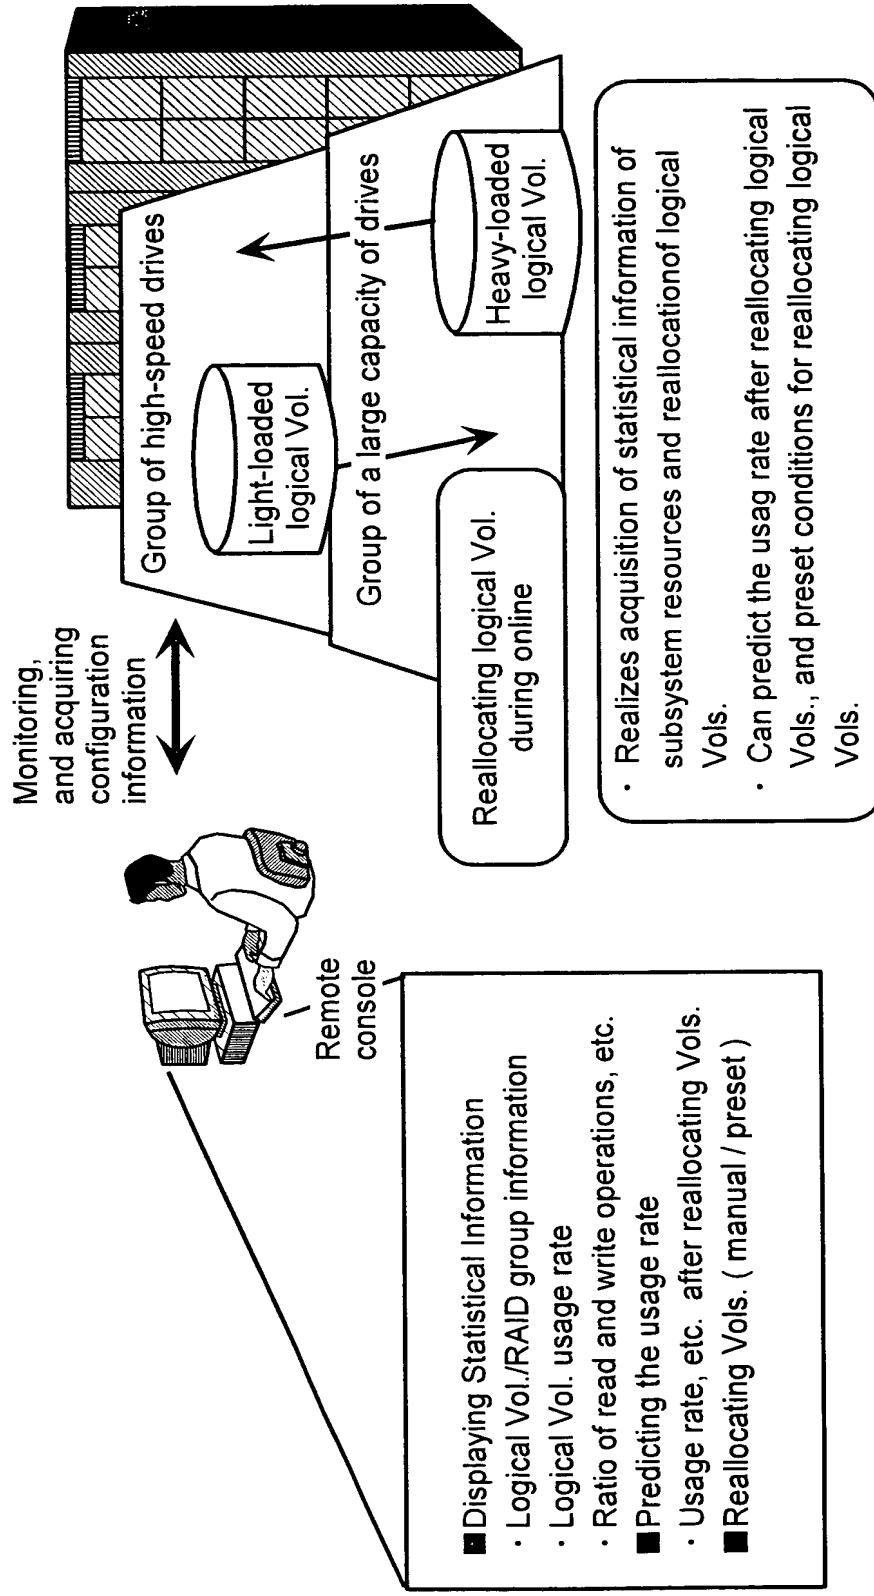 Monitoring,
and acquiring
configuration
information
Remote
console
Group of high-speed drives
Light-loaded
logical Vol.
Group of a large capacity of drives
Heavy-loaded
logical Vol.
Reallocating logical Vol.
during online
■ Displaying Statistical Information
・ Logical Vol./RAID group information
・ Logical Vol. usage rate
・ Ratio of read and write operations, etc.
■ Predicting the usage rate
・ Usage rate, etc. after reallocating Vols.
■ Reallocating Vols. ( manual / preset )
・ Realizes acquisition of statistical information of
subsystem resources and reallocationof logical
Vols.
・ Can predict the usag rate after reallocating logical
Vols., and preset conditions for reallocating logical
Vols.